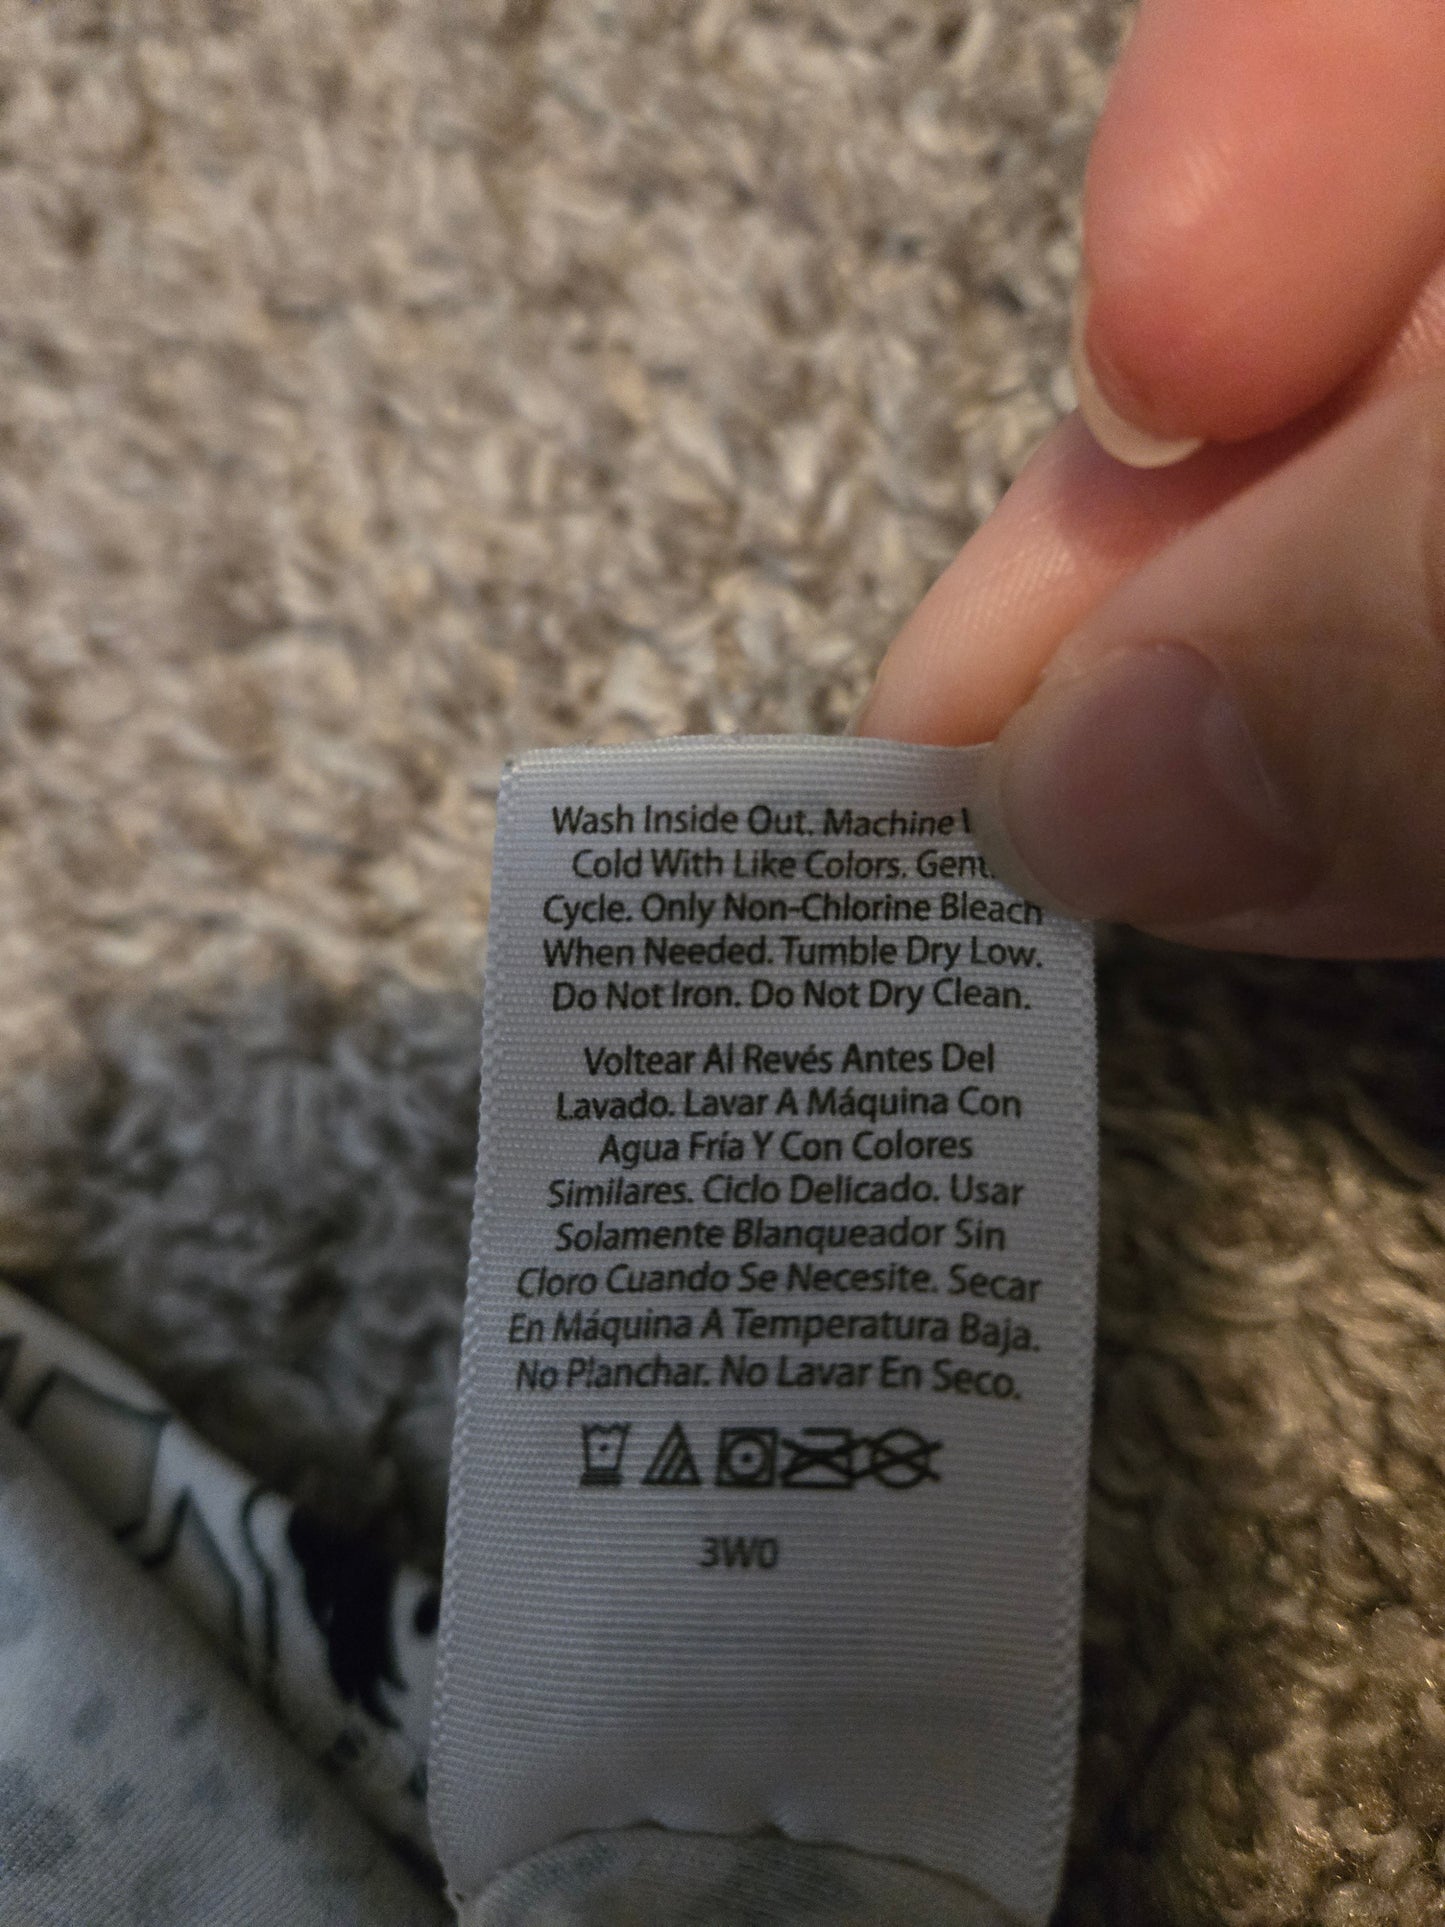 Wash Inside Out. Machine
Cold With Like Colors.
Cycle. Only Non-Chlorine Bleach
When Needed. Tumble Dry Low.
Do Not Iron. Do Not Dry Clean.
Voltear Al Revés Antes Del
Lavado. Lavar A Máquina Con
Agua Fría Y Con Colores
Similares. Ciclo Delicado. Usar
Solamente Blanqueador Sin
Cloro Cuando Se Necesite. Secar
En Máquina A Temperatura Baja.
No Planchar. No Lavar En Seco.
3W0